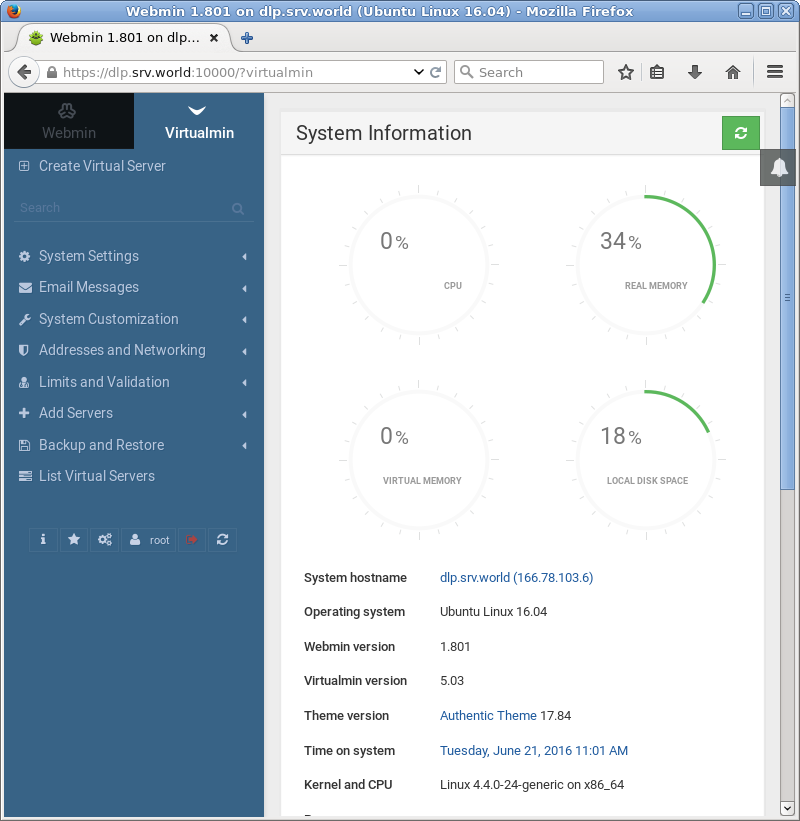 Webmin 1.801 on dlp.srv.world (Ubuntu Linux 16.04) - Mozilla Firefox
Webmin 1.801 on dlp...
https://dlp.srv.world:10000/?virtualmin
Search
Webmin
Virtualmin
Create Virtual Server
Search
System Settings
Email Messages
System Customization
Addresses and Networking
Limits and Validation
Add Servers
Backup and Restore
List Virtual Servers
root
System Information
0%
CPU
34%
REAL MEMORY
0%
VIRTUAL MEMORY
18%
LOCAL DISK SPACE
System hostname dlp.srv.world (166.78.103.6)
Operating system Ubuntu Linux 16.04
Webmin version 1.801
Virtualmin version 5.03
Theme version Authentic Theme 17.84
Time on system Tuesday, June 21, 2016 11:01 AM
Kernel and CPU Linux 4.4.0-24-generic on x86_64